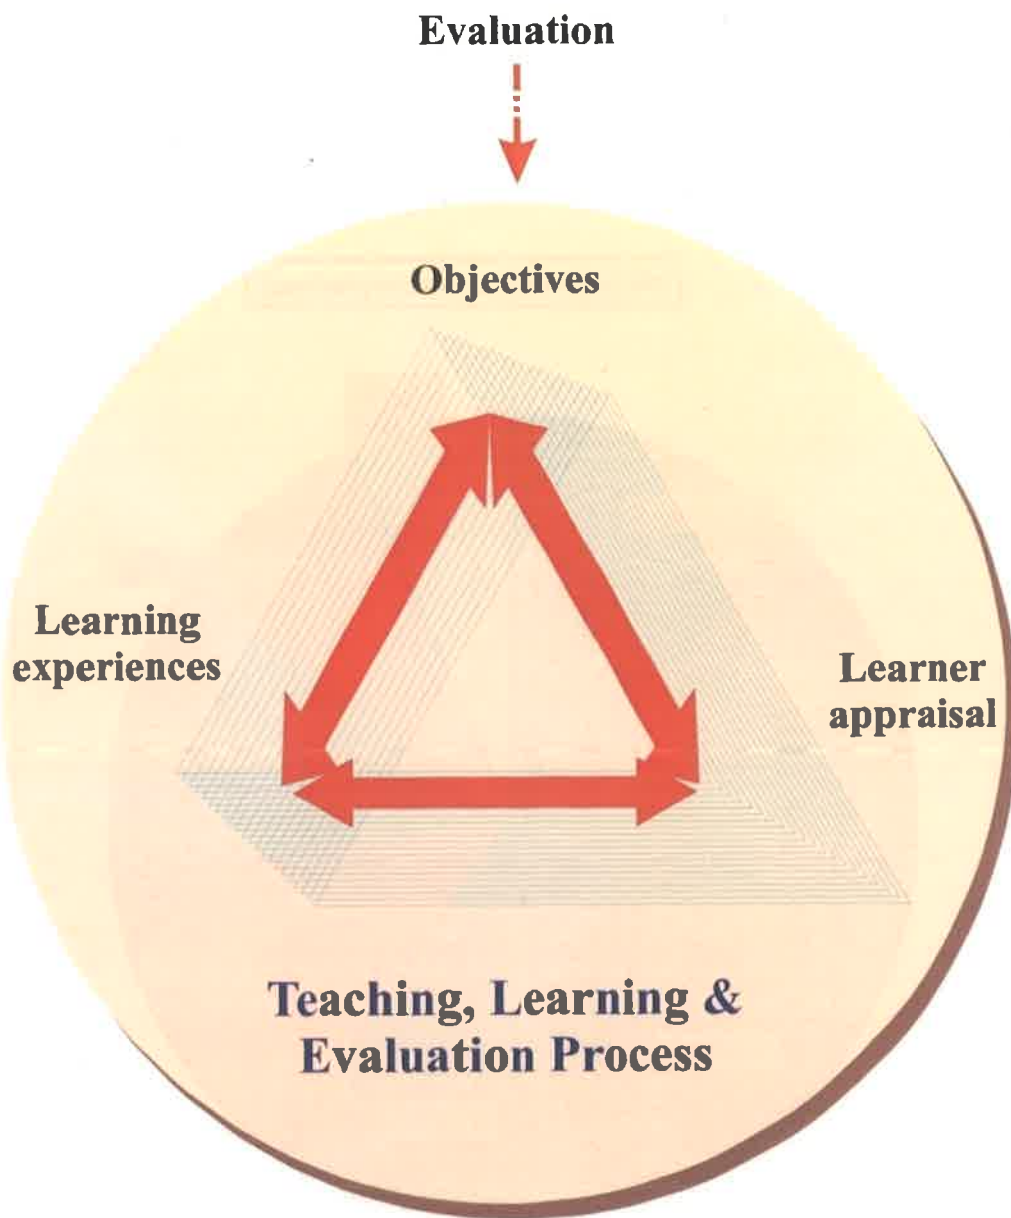 Evaluation
Objectives
Learning
experiences
Learner
appraisal
Teaching, Learning &
Evaluation Process